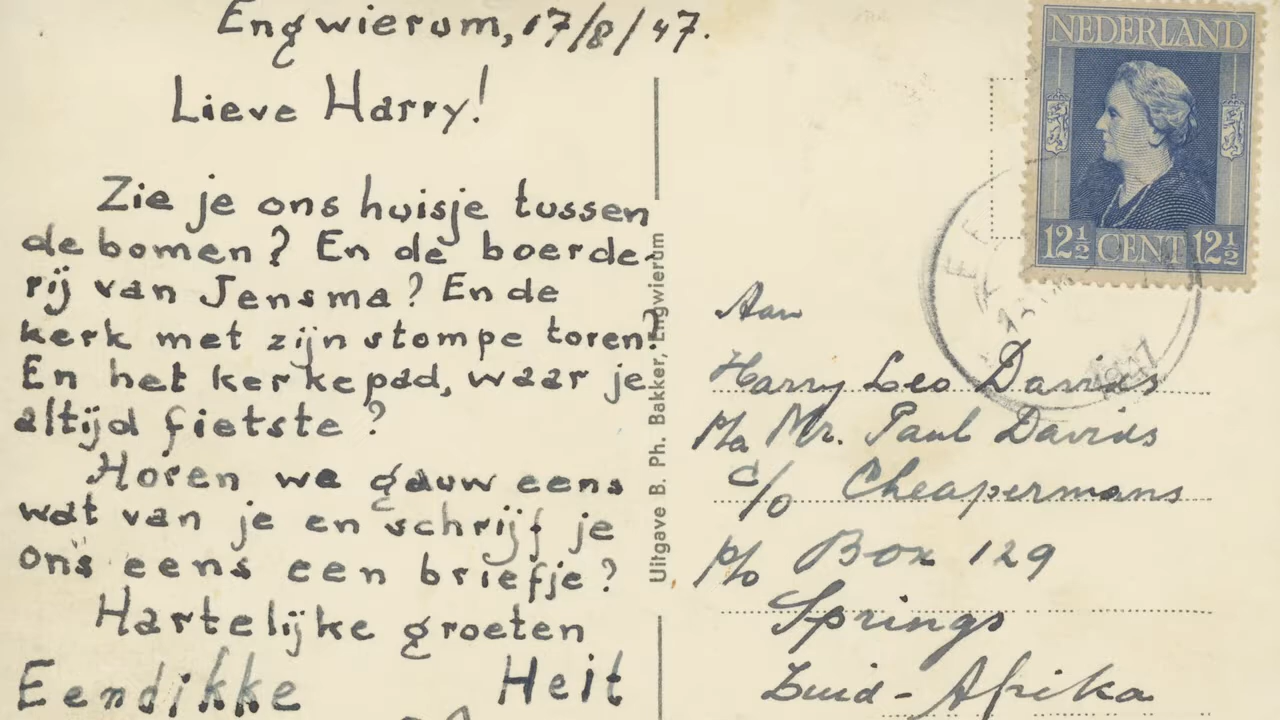 Engwierum, 17/8/47.
Lieve Harry!
Zie je ons huisje tussen
de bomen? En de boerde-
rij van Jensma? En de
kerk met zijn stompe toren?
En het kerkepad, waar je
altijd fietste?
Horen we gauw eens
wat van je en schrijf je
ons eens een briefje?
Hartelijke groeten
Heit
Eendikke
Uitgave B. Ph. Bakker, Engwierum
NEDERLAND
12½ CENT 12½
1947
Aan
Harry Leo Davids
p/a Mr. Paul Davids
c/o Cheapermans
p/o Box 129
Springs
Zuid-Afrika